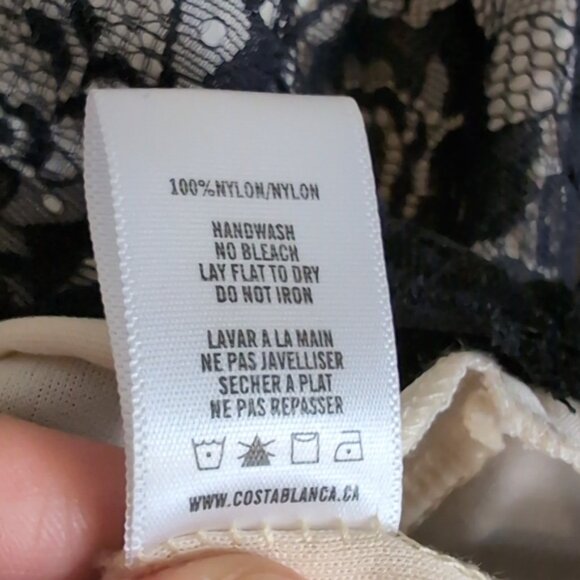 100%NYLON/NYLON
HANDWASH
NO BLEACH
LAY FLAT TO DRY
DO NOT IRON
LAVAR A LA MAIN
NE PAS JAVELLISER
SECHER A PLAT
NE PAS REPASSER
WWW.COSTABLANCA.CA